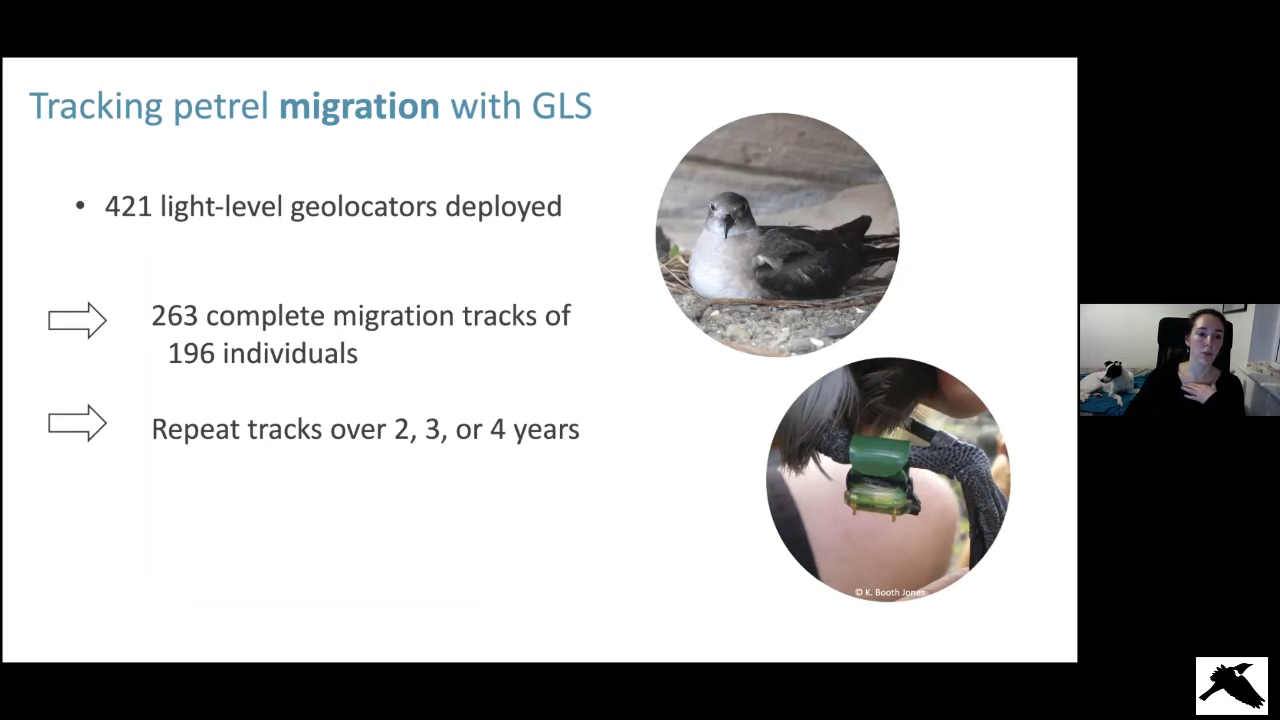 Tracking petrel migration with GLS
• 421 light-level geolocators deployed
263 complete migration tracks of
196 individuals
Repeat tracks over 2, 3, or 4 years
© K. Booth Jones